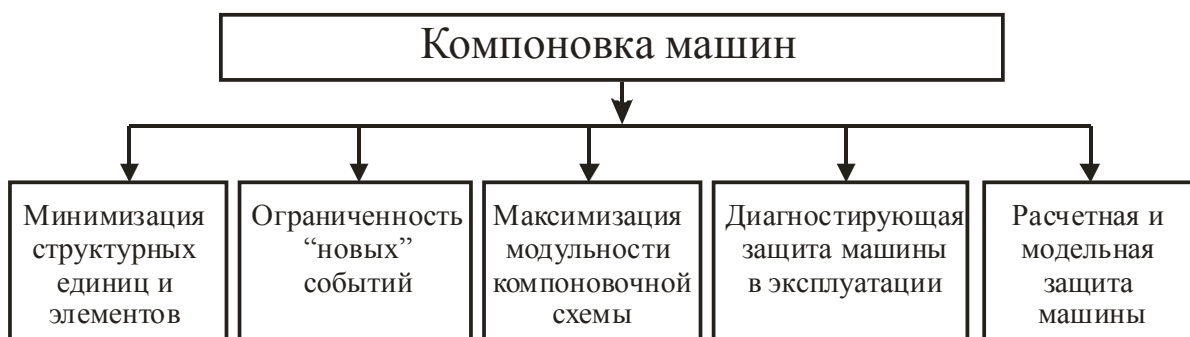 Компоновка машин
Минимизация
структурных
единиц и
элементов
Ограниченность
“новых”
событий
Максимизация
модульности
компоновочной
схемы
Диагностирующая
защита машины
в эксплуатации
Расчетная и
модельная
защита
машины